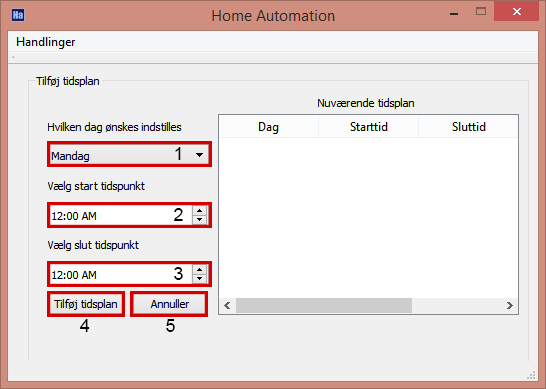 Ha Home Automation
Handlinger
Tilføj tidsplan
Nuværende tidsplan
Dag Starttid Sluttid
Hvilken dag ønskes indstilles
Mandag 1
Vælg start tidspunkt
12:00 AM 2
Vælg slut tidspunkt
12:00 AM 3
Tilføj tidsplan Annuller
4 5